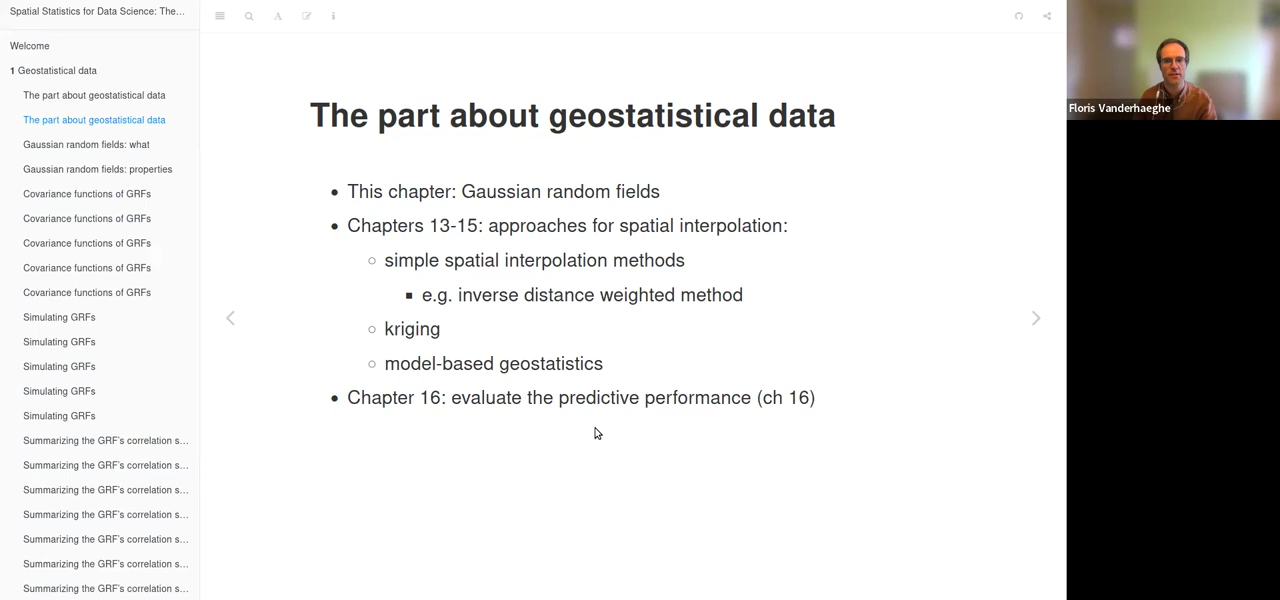 Spatial Statistics for Data Science: The…
Welcome
1 Geostatistical data
The part about geostatistical data
The part about geostatistical data
Gaussian random fields: what
Gaussian random fields: properties
Covariance functions of GRFs
Covariance functions of GRFs
Covariance functions of GRFs
Covariance functions of GRFs
Covariance functions of GRFs
Simulating GRFs
Simulating GRFs
Simulating GRFs
Simulating GRFs
Simulating GRFs
Summarizing the GRF's correlation s…
Summarizing the GRF's correlation s…
Summarizing the GRF's correlation s…
Summarizing the GRF's correlation s…
Summarizing the GRF's correlation s…
Summarizing the GRF's correlation s…
Summarizing the GRF's correlation s…
A
i
The part about geostatistical data
• This chapter: Gaussian random fields
• Chapters 13-15: approaches for spatial interpolation:
○ simple spatial interpolation methods
▪ e.g. inverse distance weighted method
○ kriging
○ model-based geostatistics
• Chapter 16: evaluate the predictive performance (ch 16)
Floris Vanderhaeghe